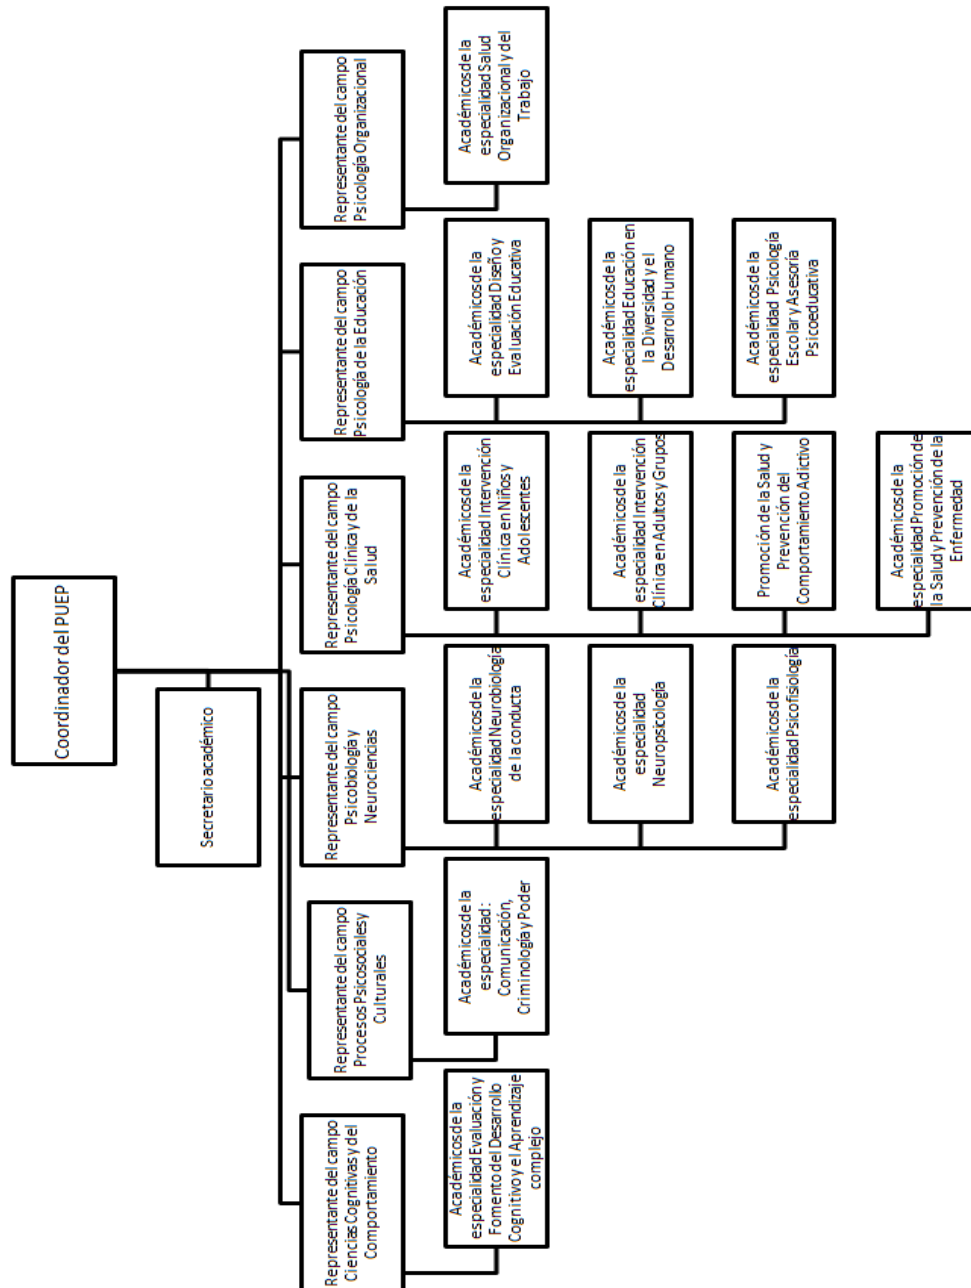 Coordinador del PUEP
Secretario académico
Representante del campo
Ciencias Cognitivas y del
Comportamiento
Académicos de la
especialidad Evaluación y
Fomento del Desarrollo
Cognitivo y el Aprendizaje
complejo
Representante del campo
Procesos Psicosociales y
Culturales
Académicos de la
especialidad:
Comunicación,
Criminología y Poder
Representante del campo
Psicobiología y
Neurociencias
Académicos de la
especialidad Neurobiología
de la conducta
Académicos de la
especialidad
Neuropsicología
Académicos de la
especialidad Psicofisiología
Representante del campo
Psicología Clínica y de la
Salud
Académicos de la
especialidad Intervención
Clínica en Niños y
Adolescentes
Académicos de la
especialidad Intervención
Clínica en Adultos y Grupos
Promoción de la Salud y
Prevención del
Comportamiento Adictivo
Académicos de la
especialidad Promoción de
la Salud y Prevención de la
Enfermedad
Representante del campo
Psicología de la Educación
Académicos de la
especialidad Diseño y
Evaluación Educativa
Académicos de la
especialidad Educación en
la Diversidad y el
Desarrollo Humano
Académicos de la
especialidad Psicología
Escolar y Asesoría
Psicoeducativa
Representante del campo
Psicología Organizacional
Académicos de la
especialidad Salud
Organizacional y del
Trabajo